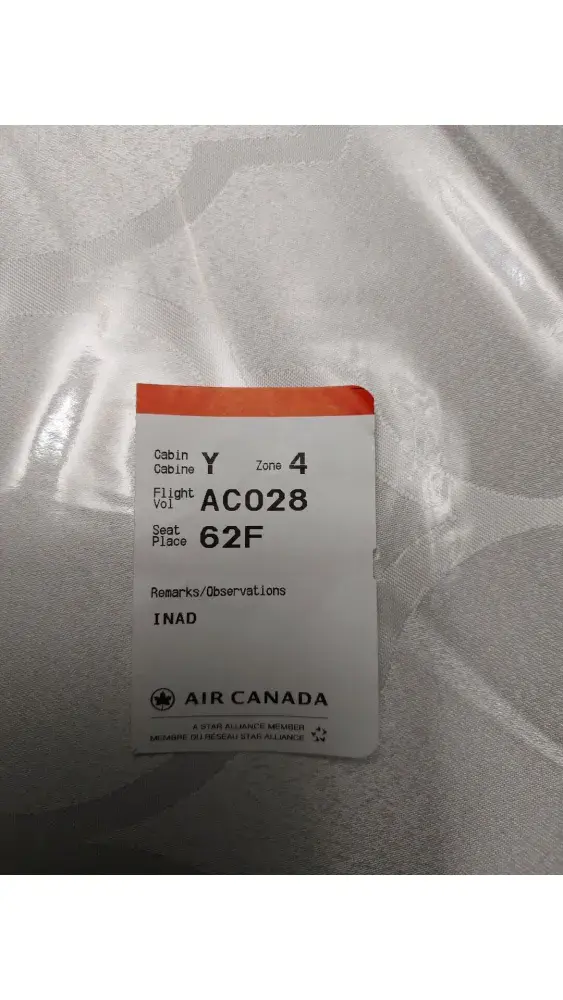 Cabin
Cabine Y Zone 4
Flight
Vol AC028
Seat
Place 62F
Remarks/Observations
INAD
AIR CANADA
A STAR ALLIANCE MEMBER
MEMBRE DU RÉSEAU STAR ALLIANCE